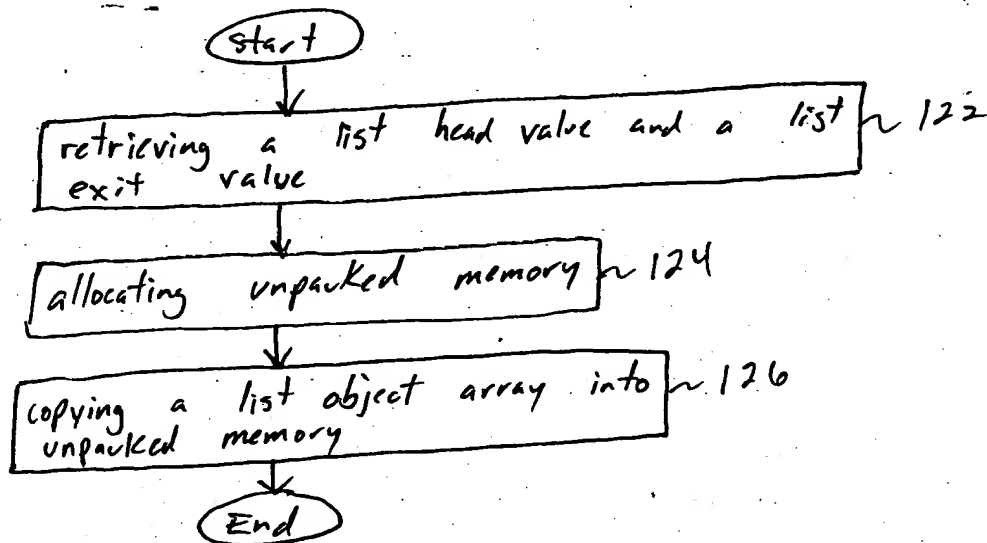 start
retrieving a list head value and a list
exit value
122
allocating unpacked memory
124
copying a list object array into
unpacked memory
126
End